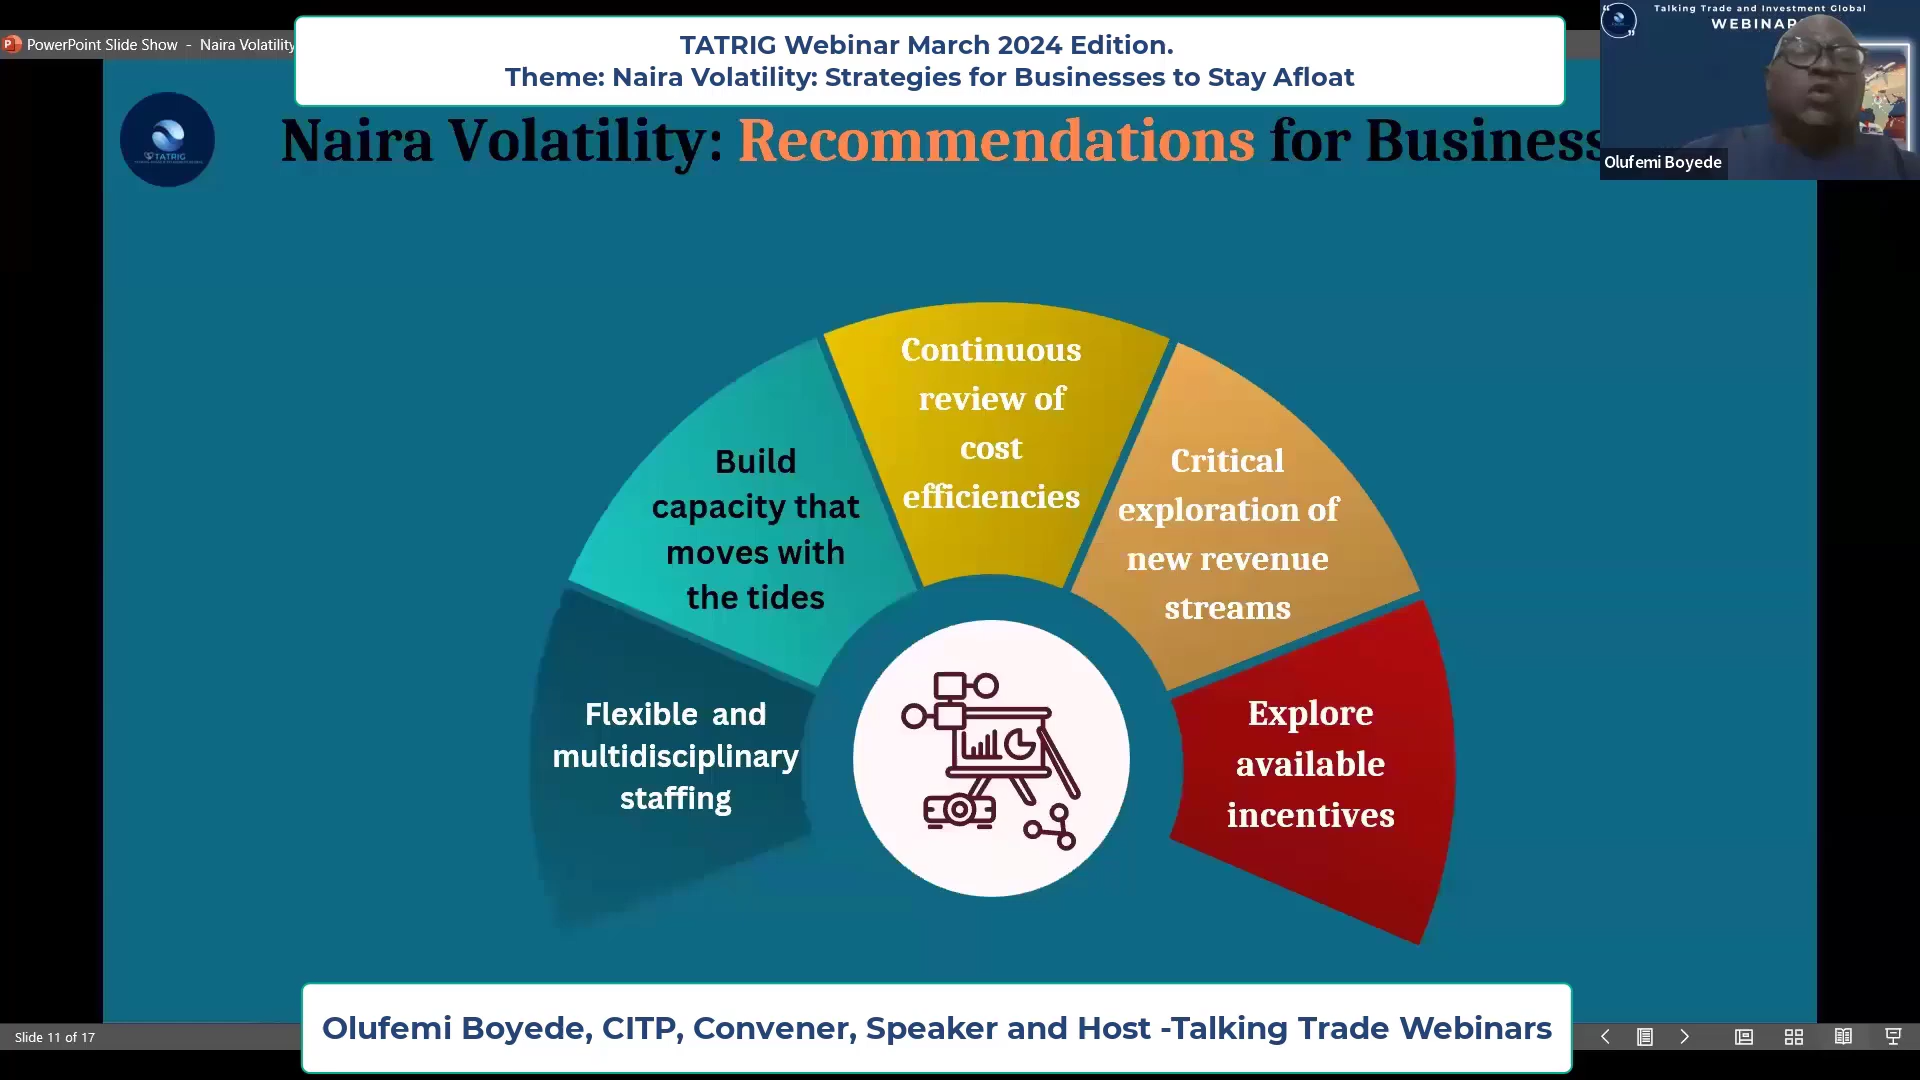 PowerPoint Slide Show - Naira Volatility
TATRIG Webinar March 2024 Edition.
Theme: Naira Volatility: Strategies for Businesses to Stay Afloat
Talking Trade and Investment Global
WEBINAR
Olufemi Boyede
TATRIG
Naira Volatility: Recommendations for Business
Continuous
review of
cost
efficiencies
Build
capacity that
moves with
the tides
Critical
exploration of
new revenue
streams
Flexible and
multidisciplinary
staffing
Explore
available
incentives
Olufemi Boyede, CITP, Convener, Speaker and Host -Talking Trade Webinars
Slide 11 of 17